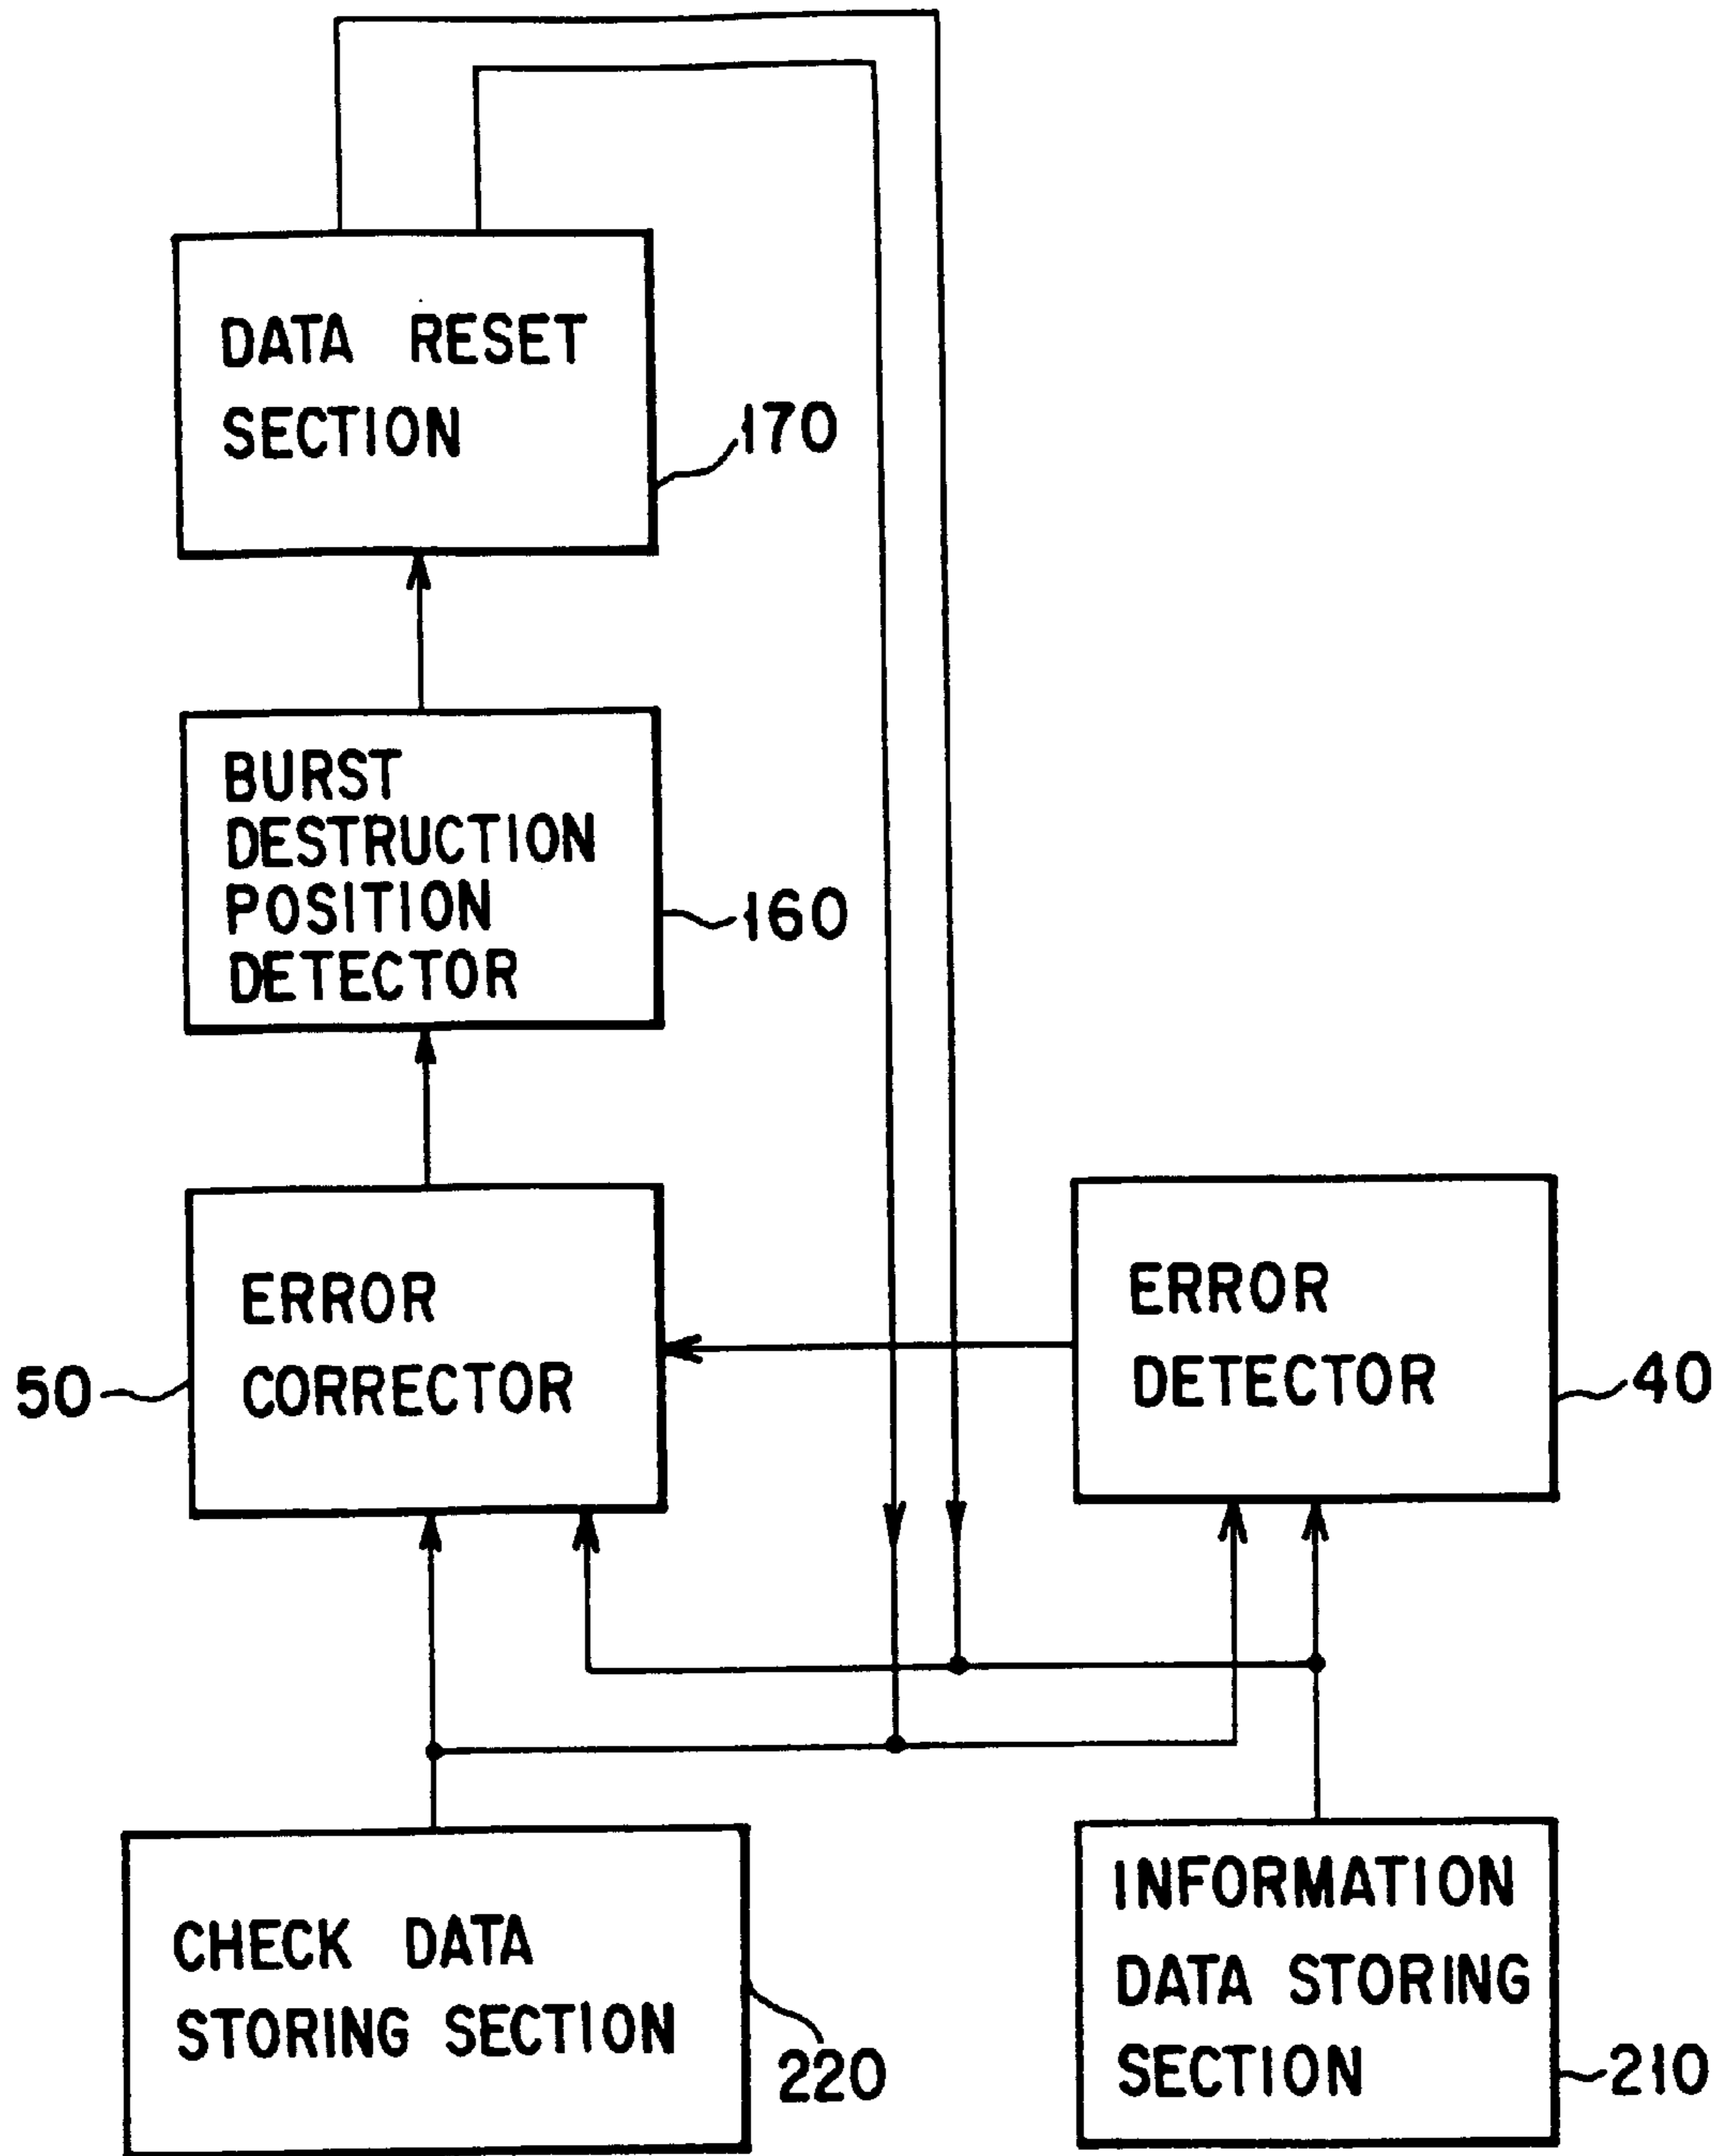 DATA RESET
SECTION
170
BURST
DESTRUCTION
POSITION
DETECTOR
160
ERROR
CORRECTOR
50
ERROR
DETECTOR
40
CHECK DATA
STORING SECTION
220
INFORMATION
DATA STORING
SECTION
210